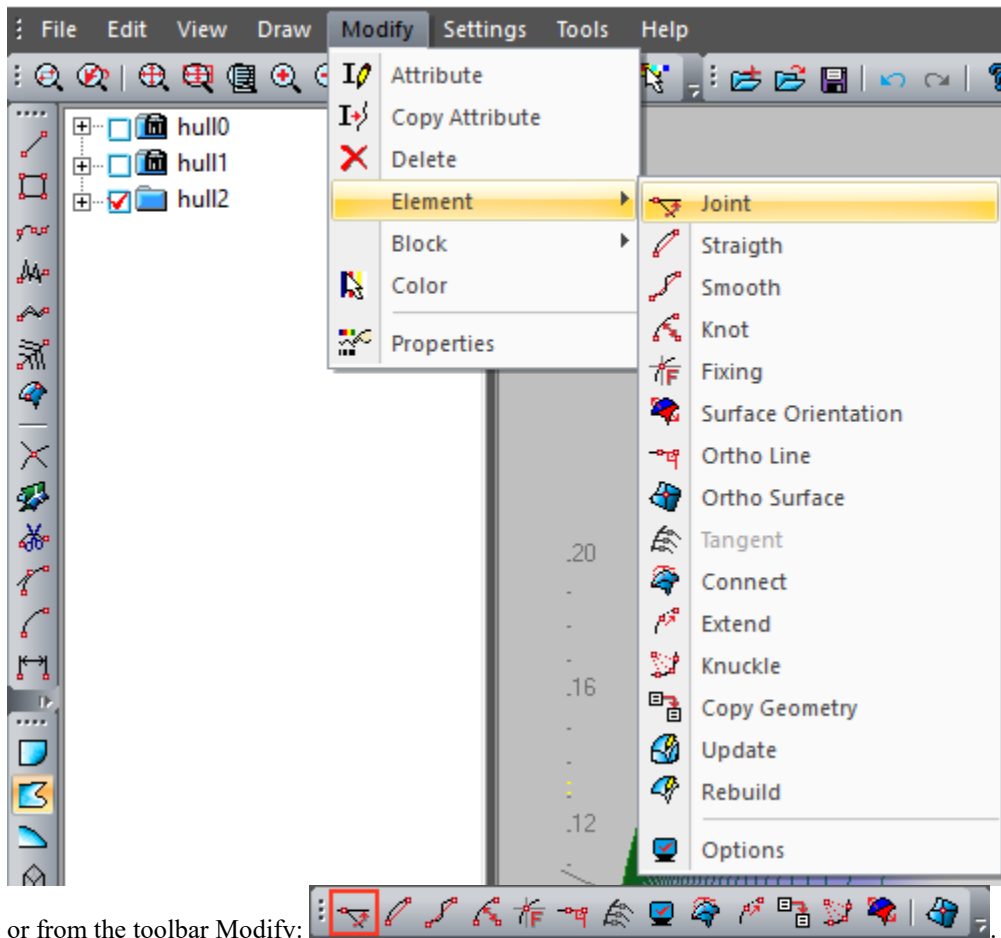 File Edit View Draw Modify Settings Tools Help
Attribute
Copy Attribute
Delete
Element
Block
Color
Properties
hull0
hull1
hull2
Joint
Straigth
Smooth
Knot
Fixing
Surface Orientation
Ortho Line
Ortho Surface
Tangent
Connect
Extend
Knuckle
Copy Geometry
Update
Rebuild
Options
.20
.16
.12
or from the toolbar Modify: .